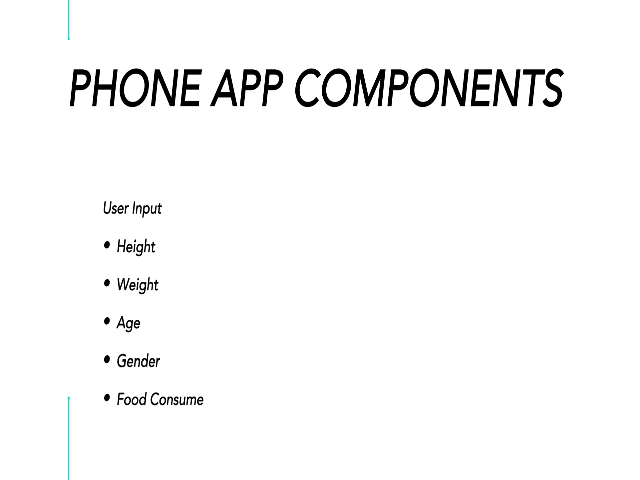 PHONE APP COMPONENTS
User Input
• Height
• Weight
• Age
• Gender
• Food Consume